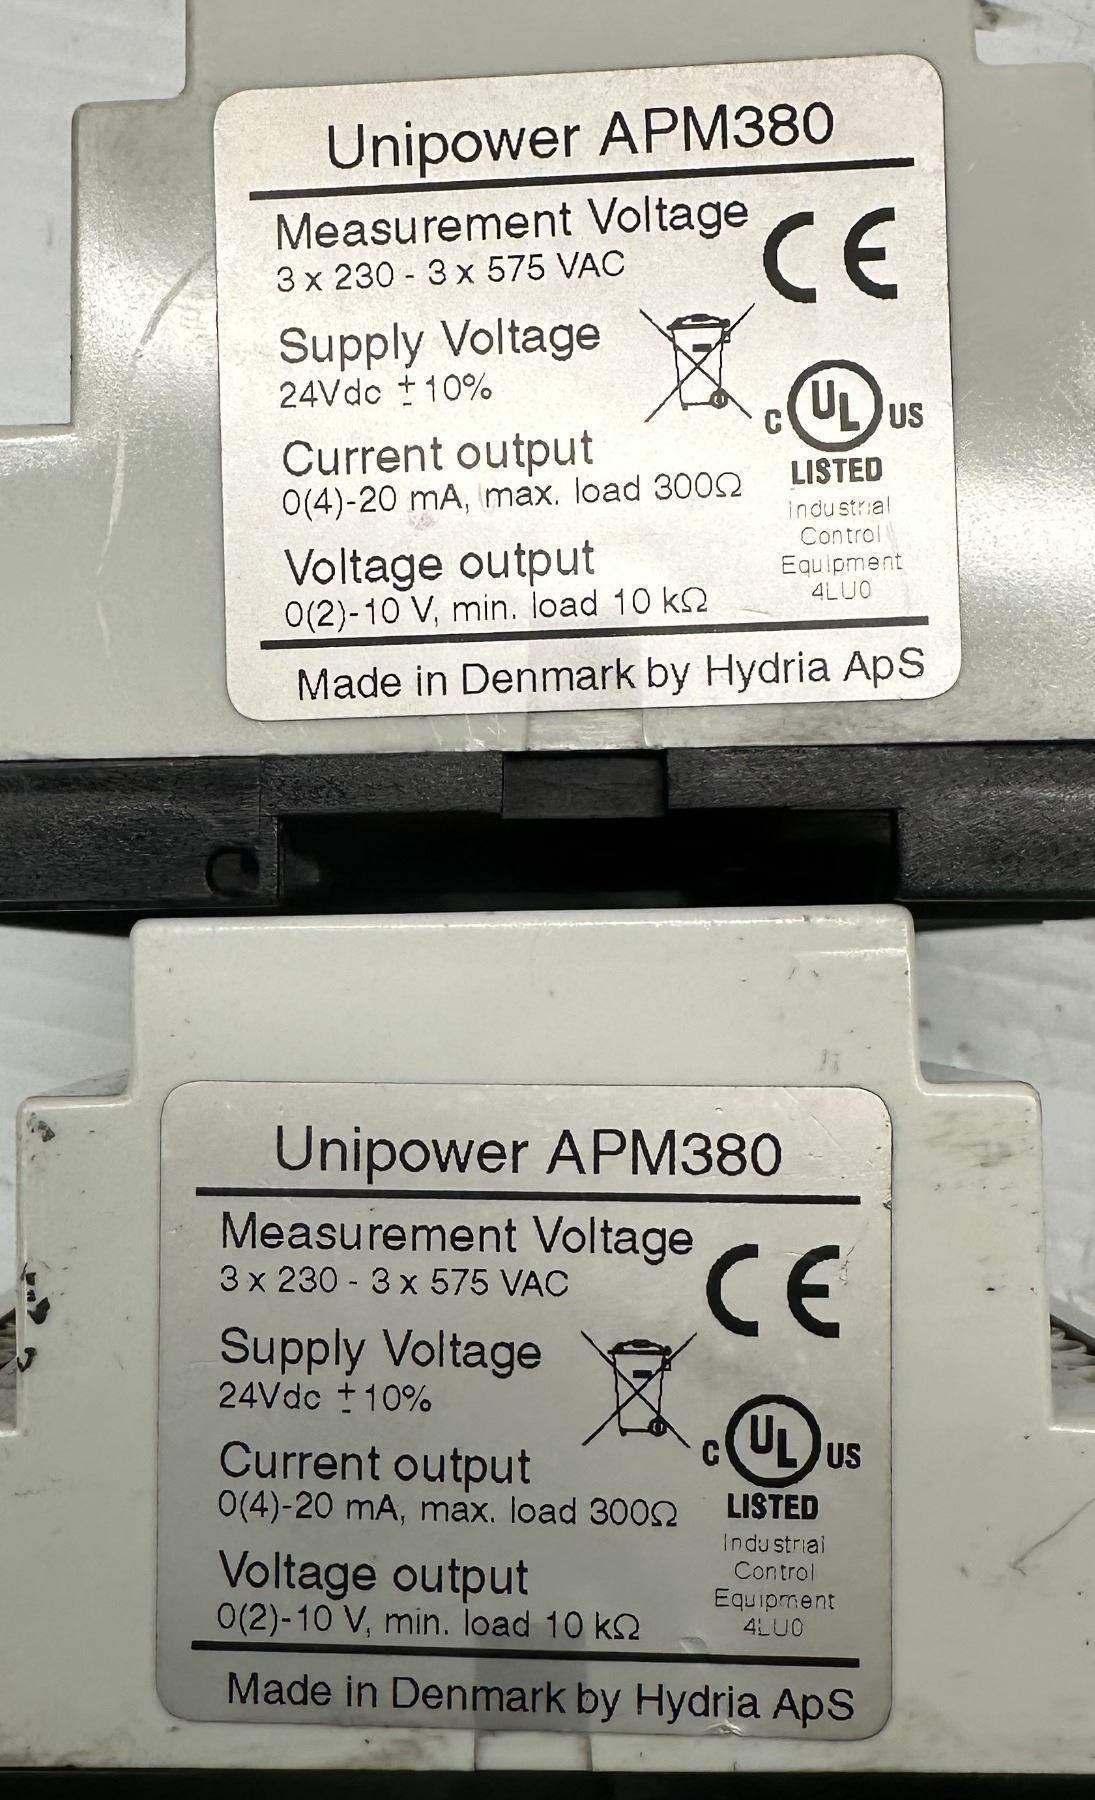 Unipower APM380
Measurement Voltage
3 x 230 - 3 x 575 VAC
CE
Supply Voltage
24Vdc ±10%
C UL US
LISTED
Current output
0(4)-20 mA, max. load 300Ω
Industrial
Control
Equipment
4LU0
Voltage output
0(2)-10 V, min. load 10 kΩ
Made in Denmark by Hydria ApS
Unipower APM380
Measurement Voltage
3 x 230 - 3 x 575 VAC
CE
Supply Voltage
24Vdc ±10%
C UL US
LISTED
Current output
0(4)-20 mA, max. load 300Ω
Industrial
Control
Equipment
4LU0
Voltage output
0(2)-10 V, min. load 10 kΩ
Made in Denmark by Hydria ApS